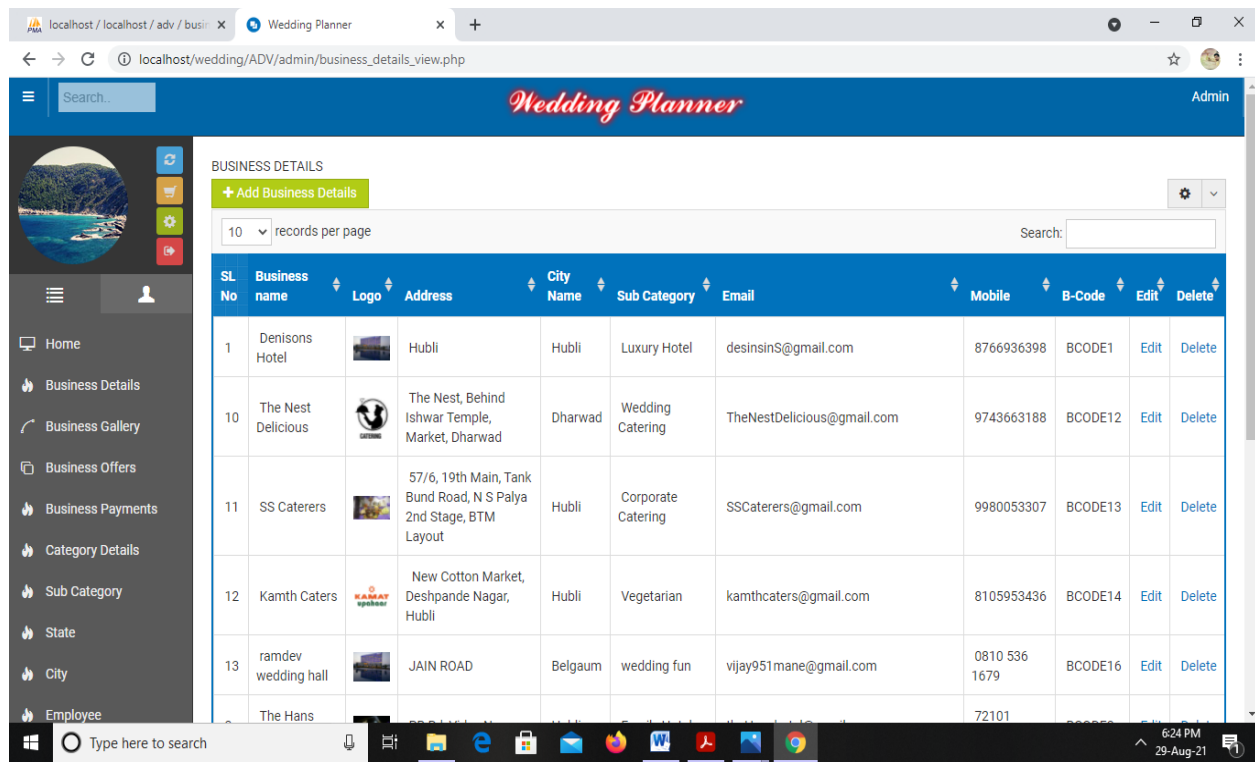 localhost / localhost / adv / busin
Wedding Planner
localhost/wedding/ADV/admin/business_details_view.php
Search..
Wedding Planner
Admin
BUSINESS DETAILS
Add Business Details
10 records per page
Search:
SL No Business name Logo Address City Name Sub Category Email Mobile B-Code Edit Delete
1 Denisons Hotel Hubli Hubli Luxury Hotel desinsinS@gmail.com 8766936398 BCODE1 Edit Delete
10 The Nest Delicious CATERING The Nest, Behind Ishwar Temple, Market, Dharwad Dharwad Wedding Catering TheNestDelicious@gmail.com 9743663188 BCODE12 Edit Delete
11 SS Caterers 57/6, 19th Main, Tank Bund Road, N S Palya 2nd Stage, BTM Layout Hubli Corporate Catering SSCaterers@gmail.com 9980053307 BCODE13 Edit Delete
12 Kamth Caters KAMAT upahaar New Cotton Market, Deshpande Nagar, Hubli Hubli Vegetarian kamthcaters@gmail.com 8105953436 BCODE14 Edit Delete
13 ramdev wedding hall JAIN ROAD Belgaum wedding fun vijay951mane@gmail.com 0810 536 1679 BCODE16 Edit Delete
The Hans 72101
Home
Business Details
Business Gallery
Business Offers
Business Payments
Category Details
Sub Category
State
City
Employee
Type here to search
6:24 PM
29-Aug-21